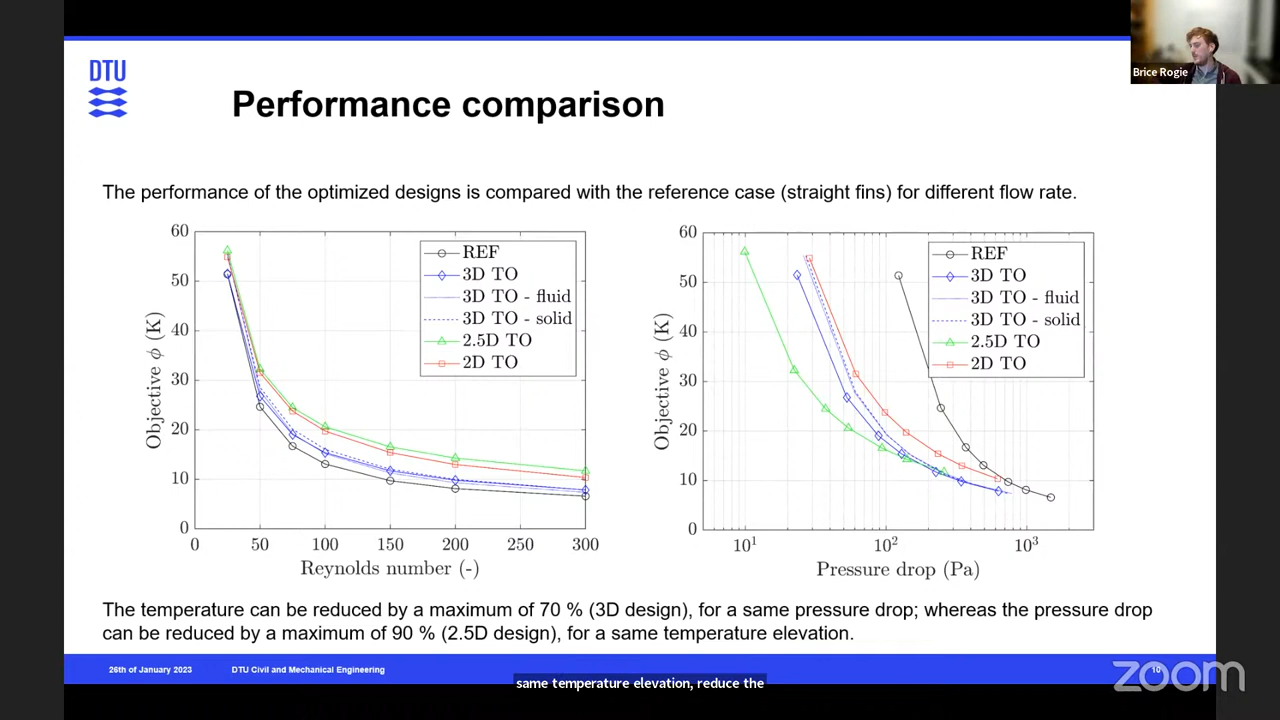 Brice Rogie
DTU
Performance comparison
The performance of the optimized designs is compared with the reference case (straight fins) for different flow rate.
60
50
40
30
20
10
0
Objective ϕ (K)
REF
3D TO
3D TO - fluid
3D TO - solid
2.5D TO
2D TO
0 50 100 150 200 250 300
Reynolds number (-)
60
50
40
30
20
10
0
Objective ϕ (K)
REF
3D TO
3D TO - fluid
3D TO - solid
2.5D TO
2D TO
10¹ 10² 10³
Pressure drop (Pa)
The temperature can be reduced by a maximum of 70 % (3D design), for a same pressure drop; whereas the pressure drop
can be reduced by a maximum of 90 % (2.5D design), for a same temperature elevation.
26th of January 2023 DTU Civil and Mechanical Engineering
zoom
same temperature elevation, reduce the